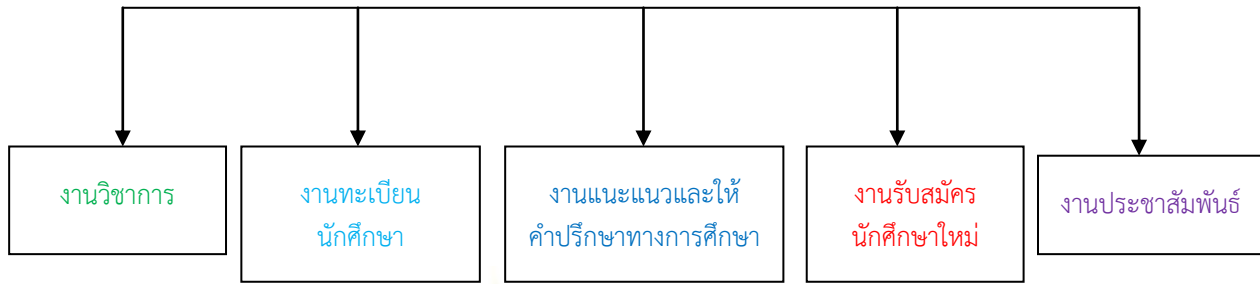 งานวิชาการ
งานทะเบียน
นักศึกษา
งานแนะแนวและให้
คำปรึกษาทางการศึกษา
งานรับสมัคร
นักศึกษาใหม่
งานประชาสัมพันธ์